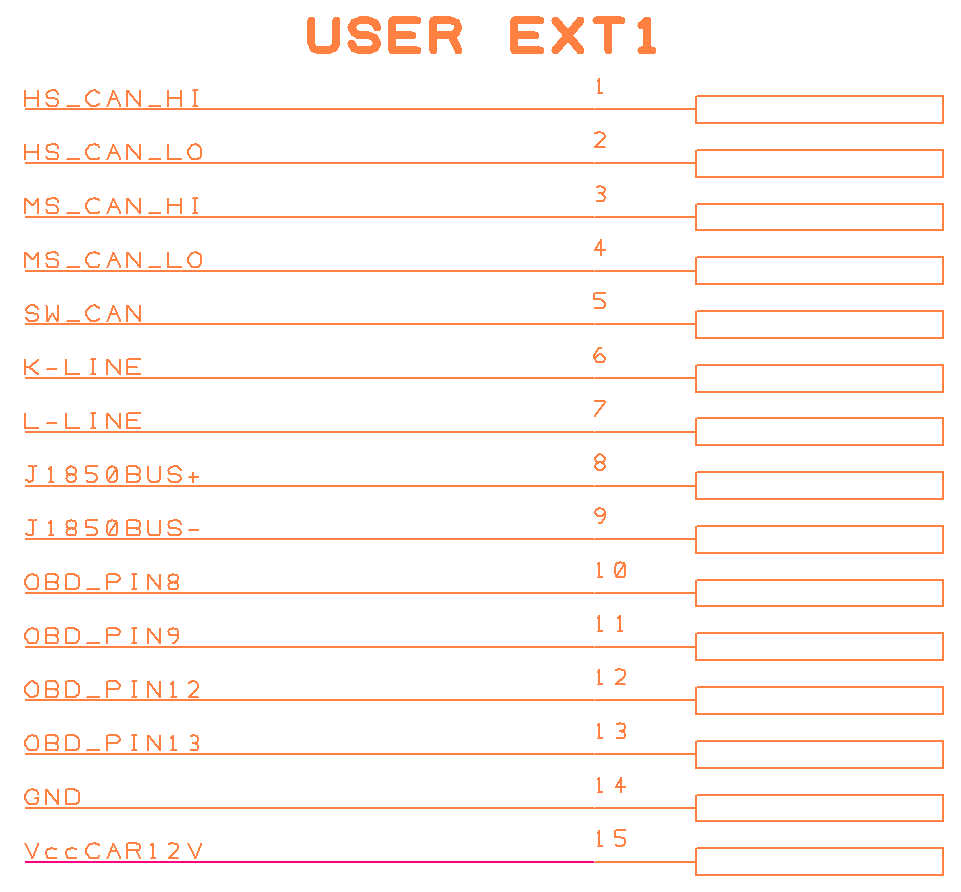 USER EXT1
HS_CAN_HI 1
HS_CAN_LO 2
MS_CAN_HI 3
MS_CAN_LO 4
SW_CAN 5
K-LINE 6
L-LINE 7
J1850BUS+ 8
J1850BUS- 9
OBD_PIN8 10
OBD_PIN9 11
OBD_PIN12 12
OBD_PIN13 13
GND 14
VccCAR12V 15